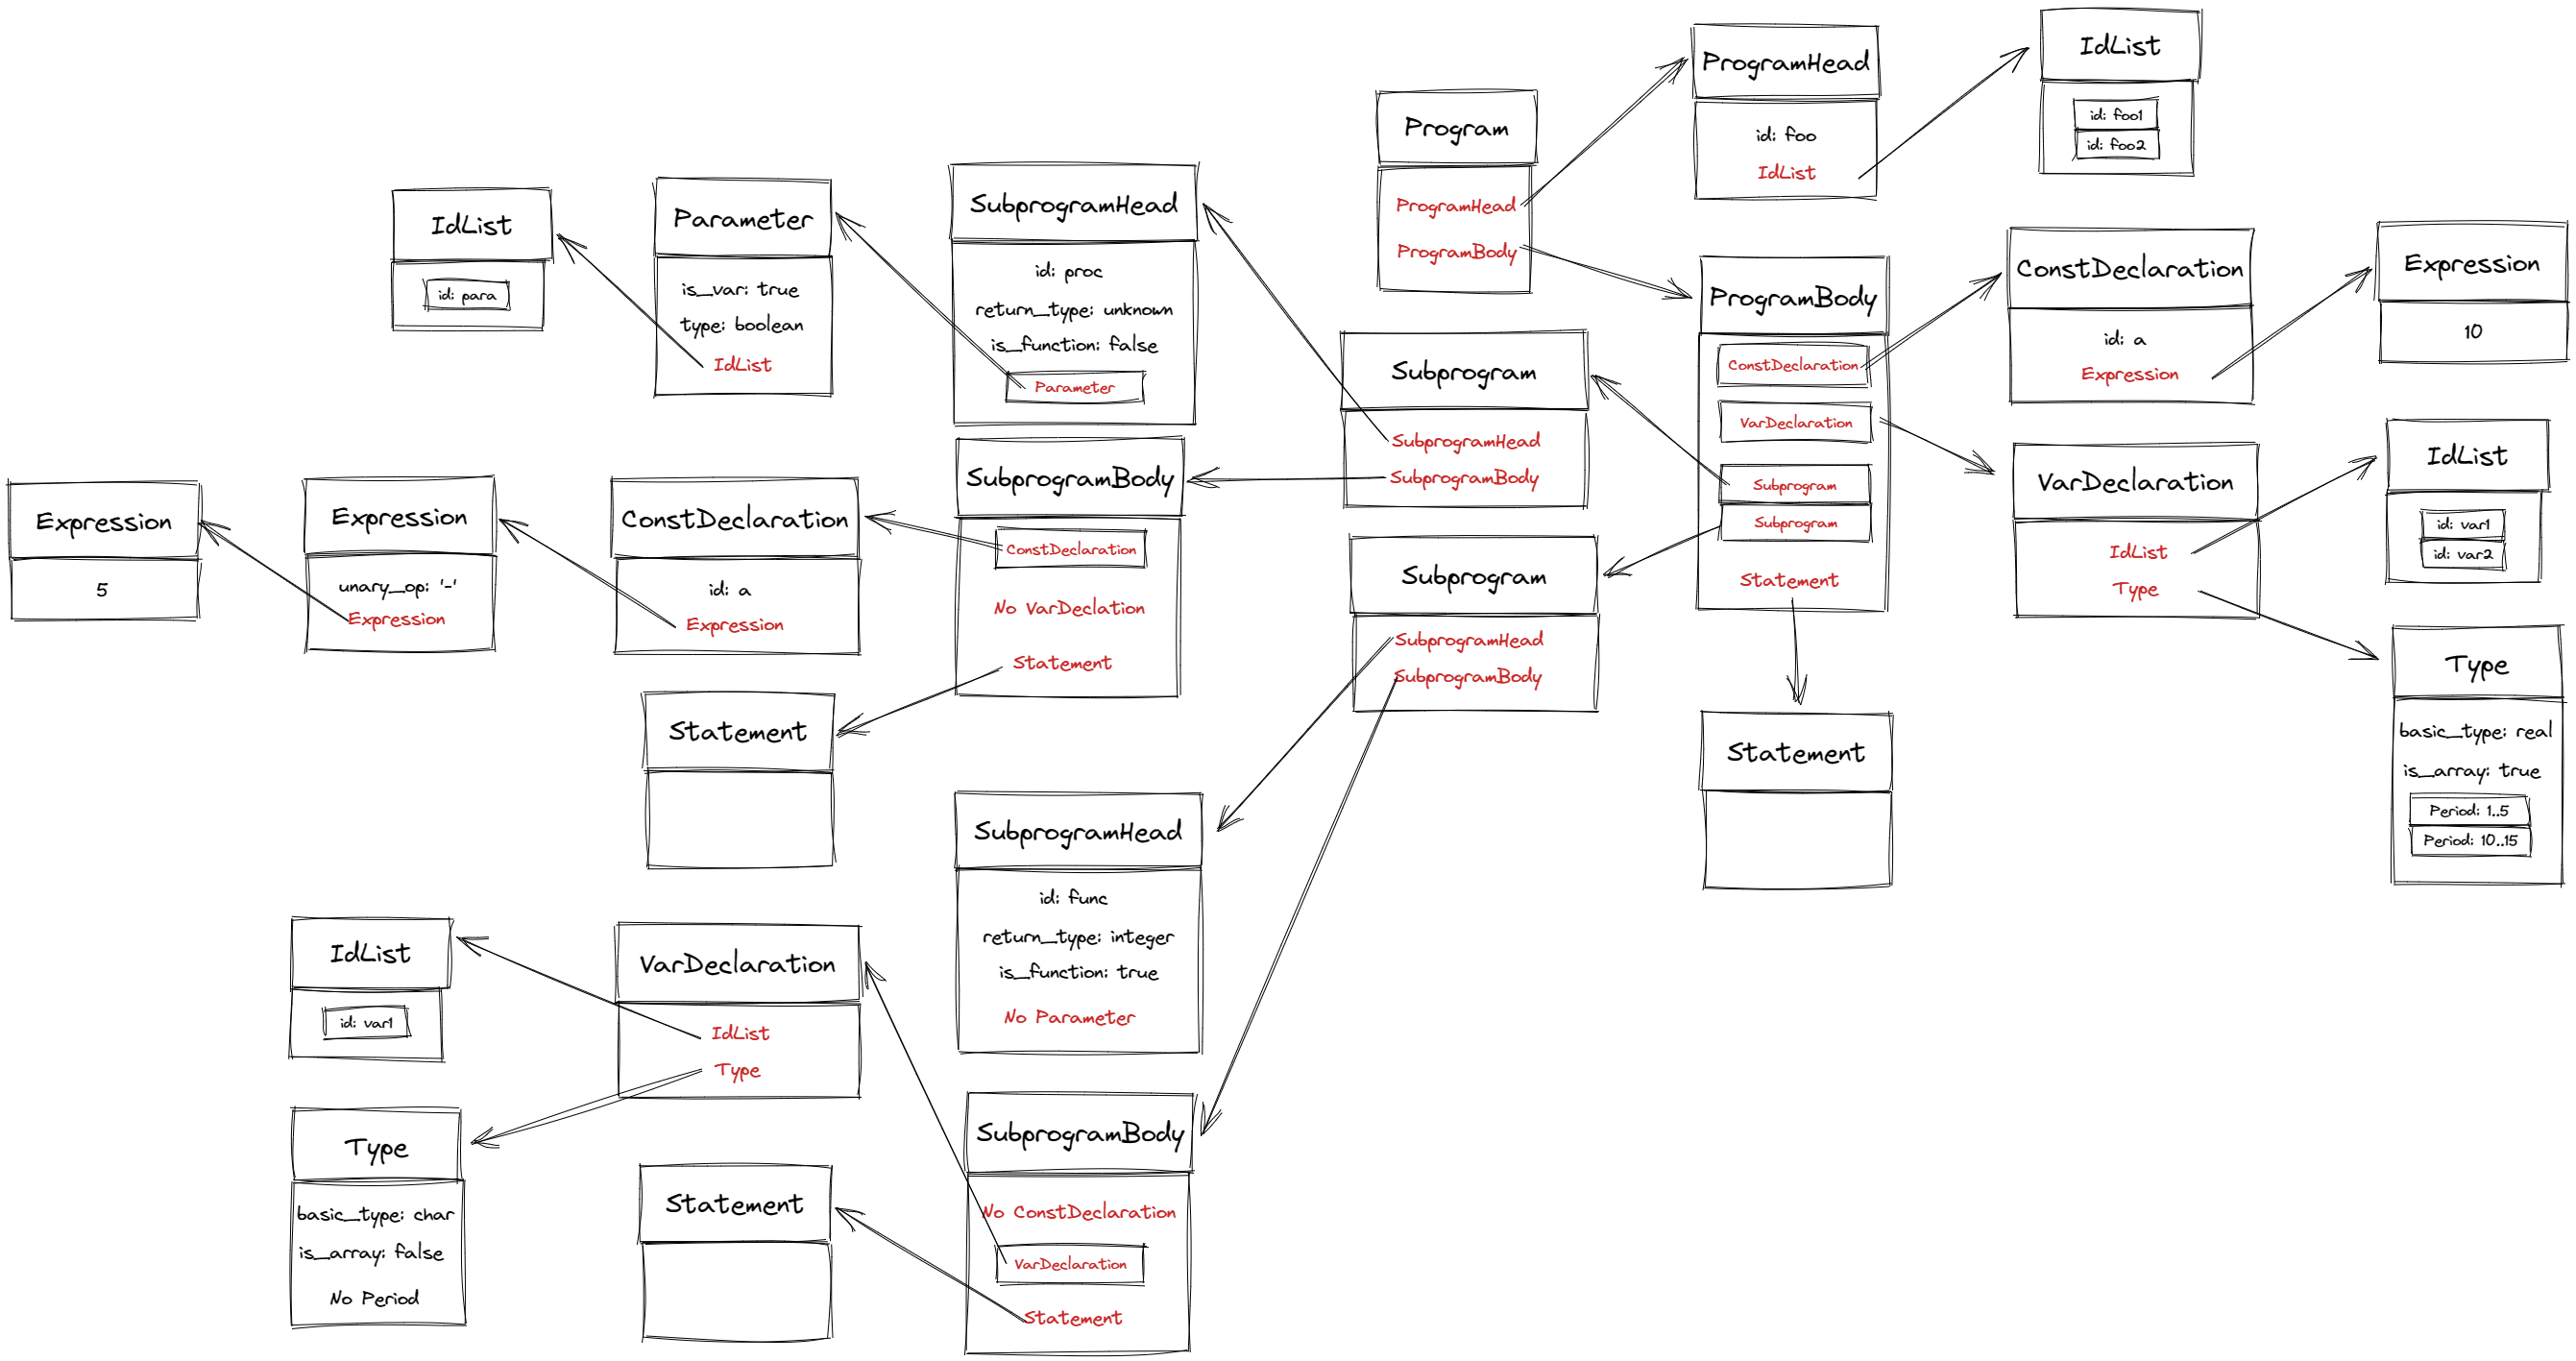 Program
ProgramHead
ProgramBody
ProgramHead
id: foo
IdList
IdList
id: foo1
id: foo2
ProgramBody
ConstDeclaration
VarDeclaration
Subprogram
Subprogram
Statement
ConstDeclaration
id: a
Expression
Expression
10
VarDeclaration
IdList
Type
IdList
id: var1
id: var2
Type
basic_type: real
is_array: true
Period: 1..5
Period: 10..15
Statement
Subprogram
SubprogramHead
SubprogramBody
SubprogramHead
id: proc
return_type: unknown
is_function: false
Parameter
Parameter
is_var: true
type: boolean
IdList
IdList
id: para
SubprogramBody
ConstDeclaration
No VarDeclation
Statement
ConstDeclaration
id: a
Expression
Expression
unary_op: '-'
Expression
Expression
5
Statement
Subprogram
SubprogramHead
SubprogramBody
SubprogramHead
id: func
return_type: integer
is_function: true
No Parameter
SubprogramBody
No ConstDeclaration
VarDeclaration
Statement
VarDeclaration
IdList
Type
IdList
id: var1
Type
basic_type: char
is_array: false
No Period
Statement